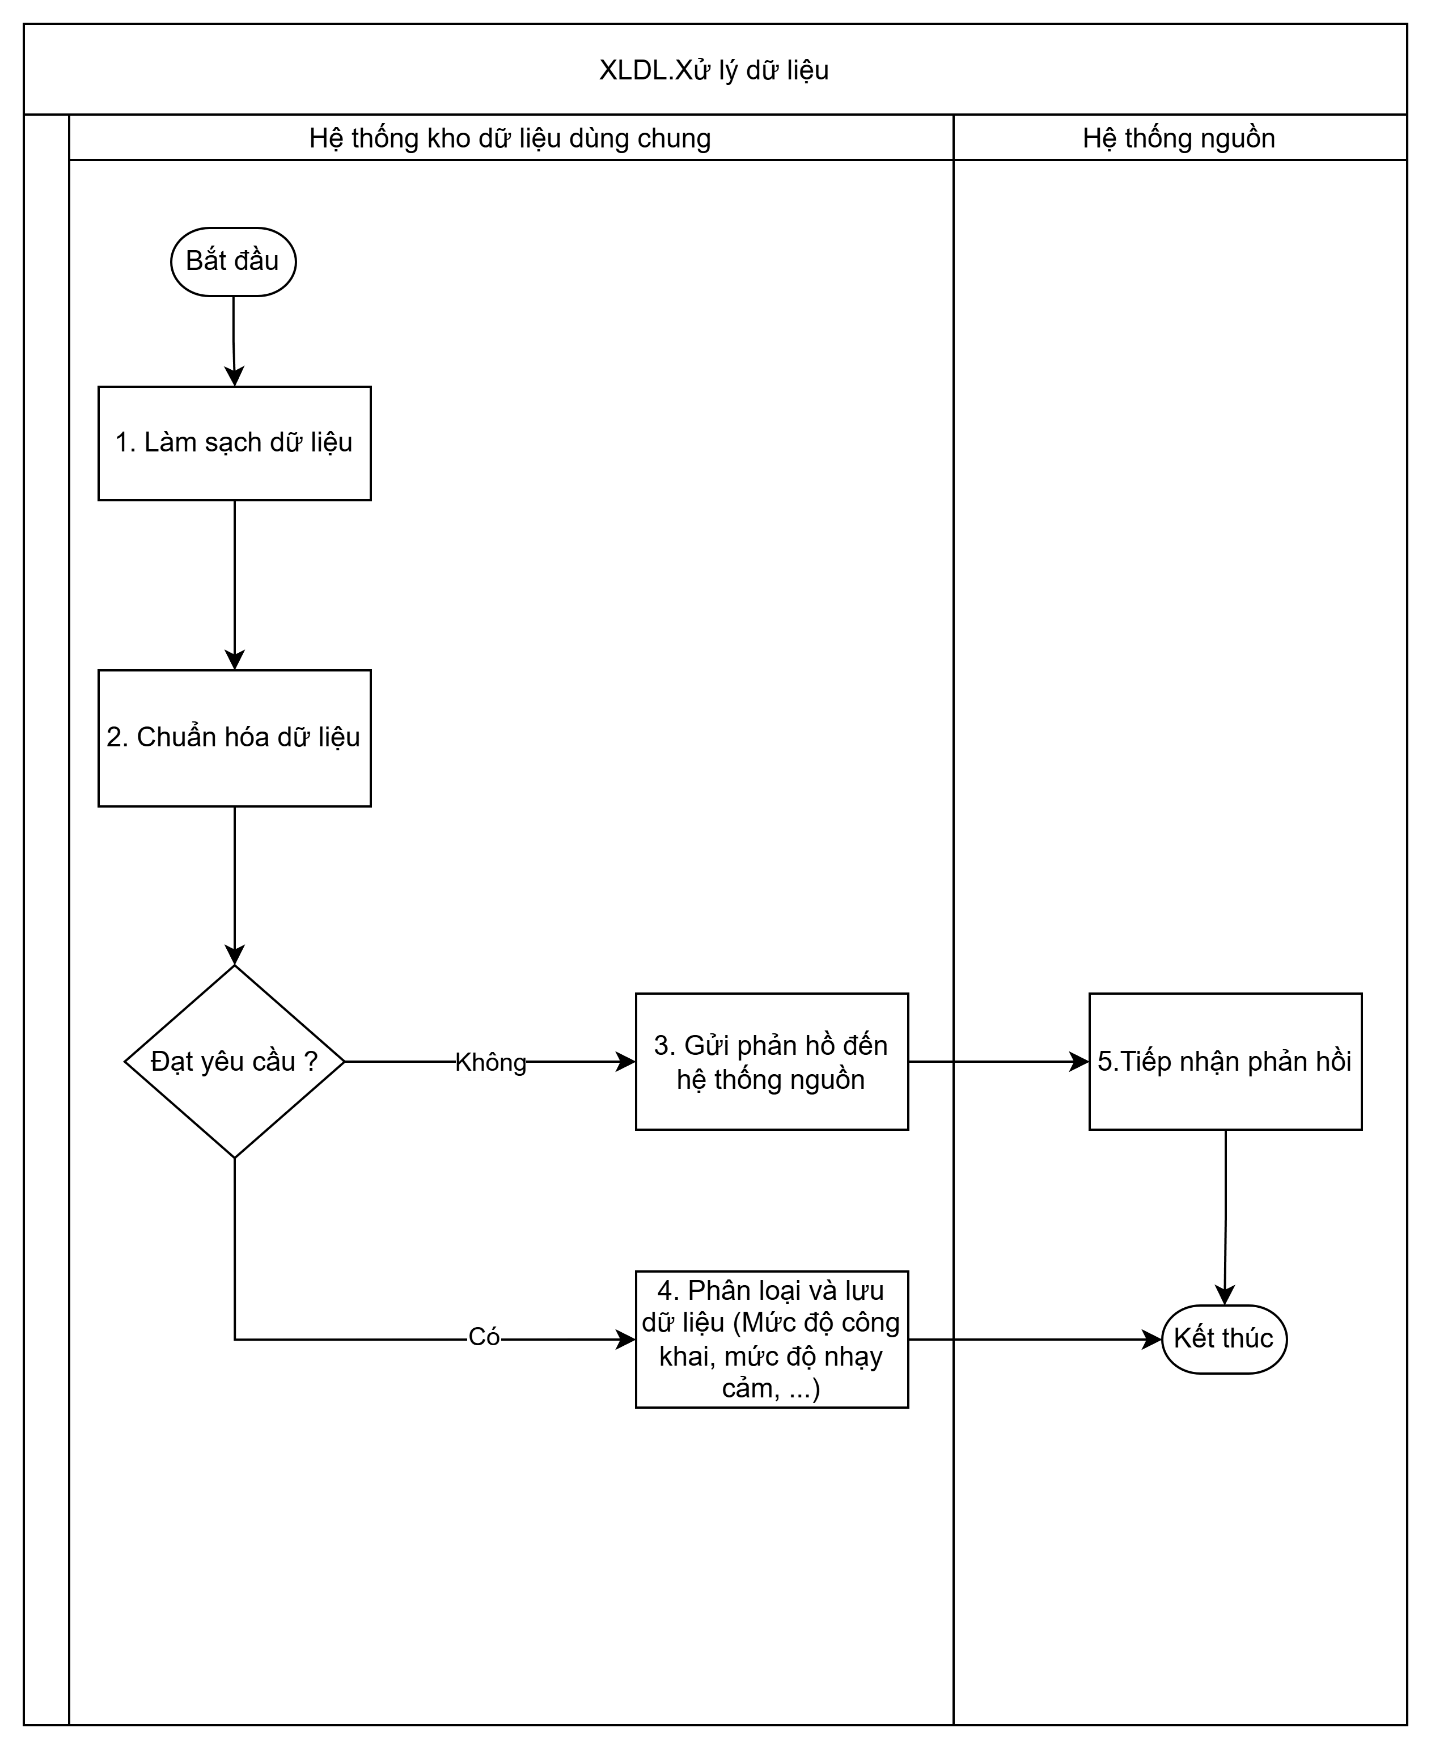 XLDL.Xử lý dữ liệu
Hệ thống kho dữ liệu dùng chung
Hệ thống nguồn
Bắt đầu
1. Làm sạch dữ liệu
2. Chuẩn hóa dữ liệu
Đạt yêu cầu ?
Không
3. Gửi phản hồ đến
hệ thống nguồn
5.Tiếp nhận phản hồi
Có
4. Phân loại và lưu
dữ liệu (Mức độ công
khai, mức độ nhạy
cảm, ...)
Kết thúc